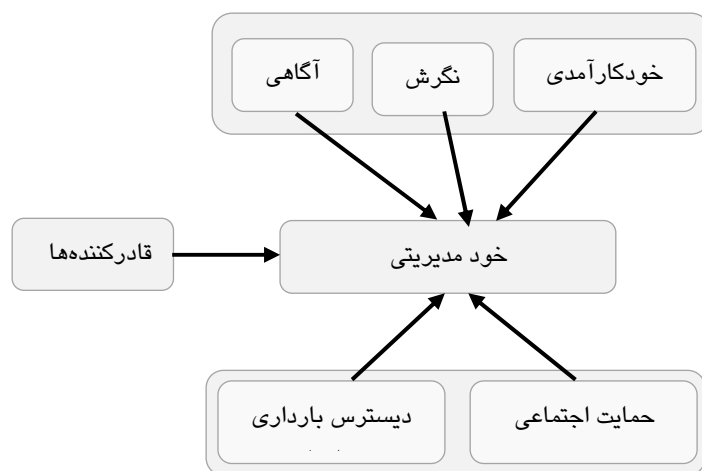 خودکارآمدی
نگرش
آگاهی
خود مدیریتی
قادرکننده‌ها
حمایت اجتماعی
دیسترس بارداری